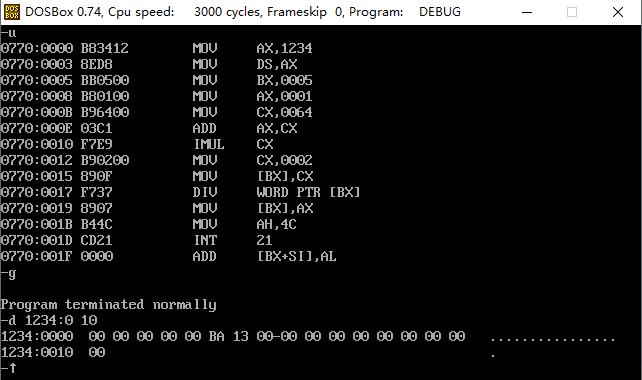 DOSBox 0.74, Cpu speed:    3000 cycles, Frameskip  0, Program:    DEBUG
-u
0770:0000 B83412        MOV     AX,1234
0770:0003 8ED8          MOV     DS,AX
0770:0005 BB0500        MOV     BX,0005
0770:0008 B80100        MOV     AX,0001
0770:000B B96400        MOV     CX,0064
0770:000E 03C1          ADD     AX,CX
0770:0010 F7E9          IMUL    CX
0770:0012 B90200        MOV     CX,0002
0770:0015 890F          MOV     [BX],CX
0770:0017 F737          DIV     WORD PTR [BX]
0770:0019 8907          MOV     [BX],AX
0770:001B B44C          MOV     AH,4C
0770:001D CD21          INT     21
0770:001F 0000          ADD     [BX+SI],AL
-g
Program terminated normally
-d 1234:0 10
1234:0000  00 00 00 00 00 BA 13 00-00 00 00 00 00 00 00 00   ................
1234:0010  00                                                .
-↑